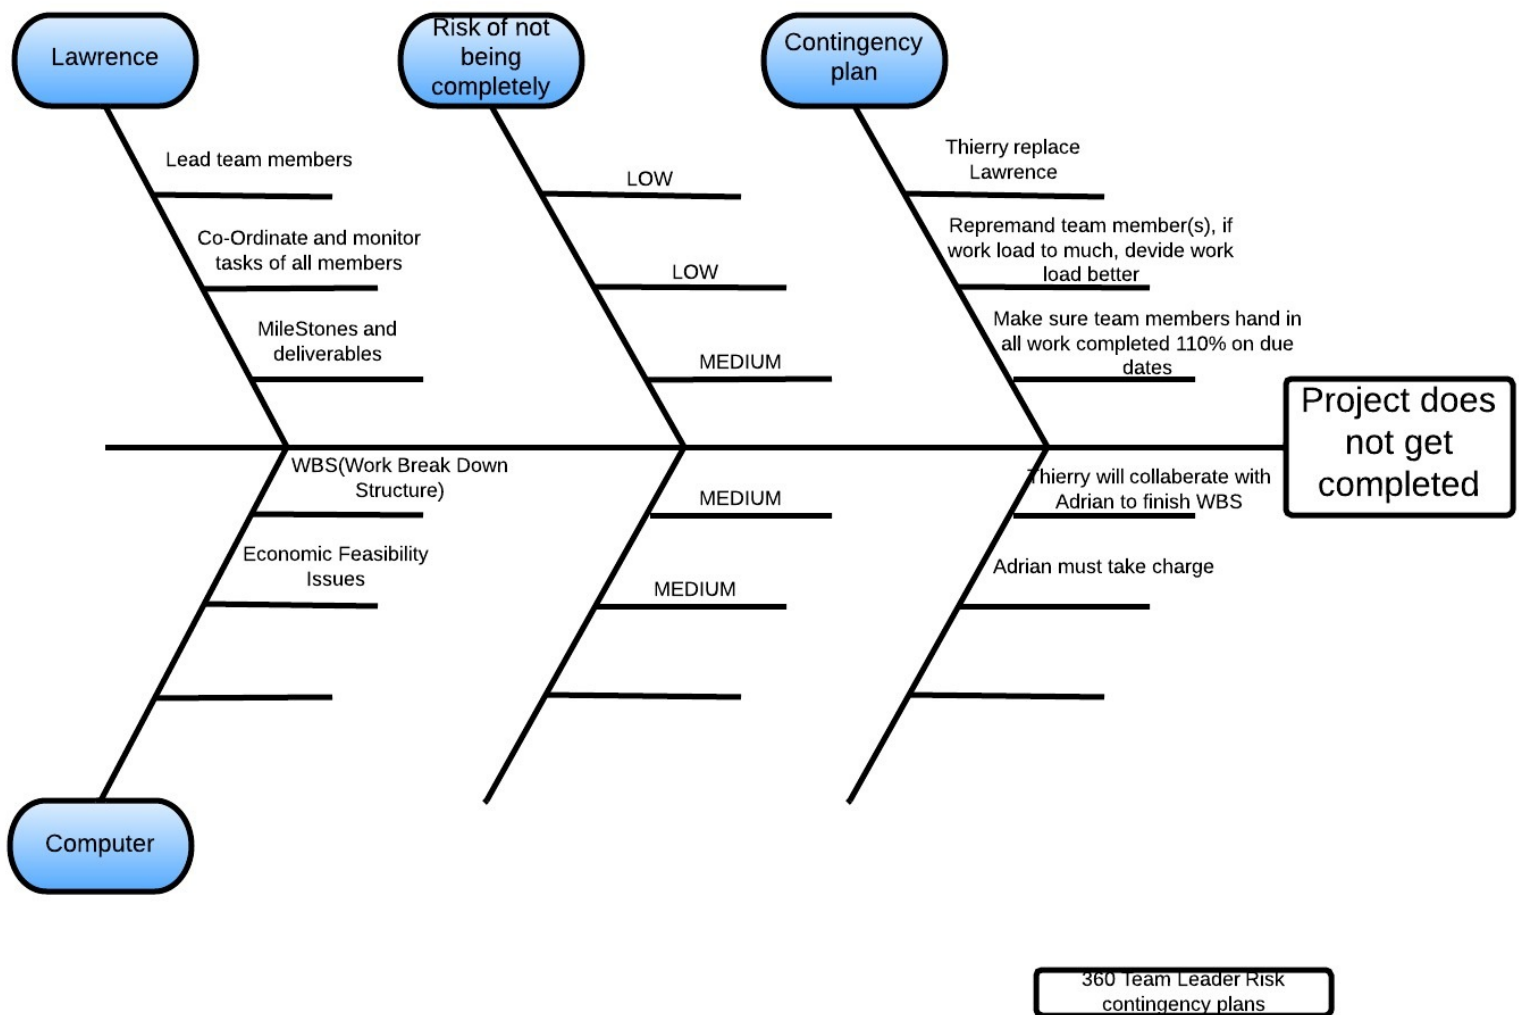 Lawrence
Risk of not
being
completely
Contingency
plan
Lead team members
Co-Ordinate and monitor
tasks of all members
MileStones and
deliverables
LOW
LOW
MEDIUM
Thierry replace
Lawrence
Repremand team member(s), if
work load to much, devide work
load better
Make sure team members hand in
all work completed 110% on due
dates
Project does
not get
completed
WBS(Work Break Down
Structure)
Economic Feasibility
Issues
MEDIUM
MEDIUM
Thierry will collaberate with
Adrian to finish WBS
Adrian must take charge
Computer
360 Team Leader Risk
contingency plans